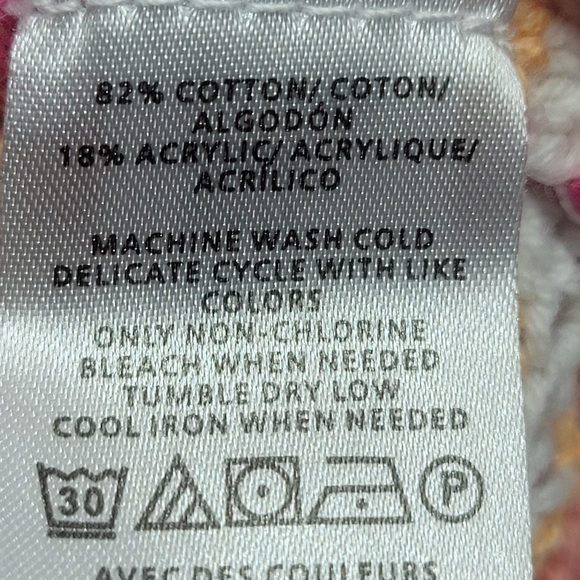 82% COTTON/ COTON/
ALGODÓN
18% ACRYLIC/ ACRYLIQUE/
ACRÍLICO
MACHINE WASH COLD
DELICATE CYCLE WITH LIKE
COLORS
ONLY NON-CHLORINE
BLEACH WHEN NEEDED
TUMBLE DRY LOW
COOL IRON WHEN NEEDED
30 P
AVEC DES COULEURS